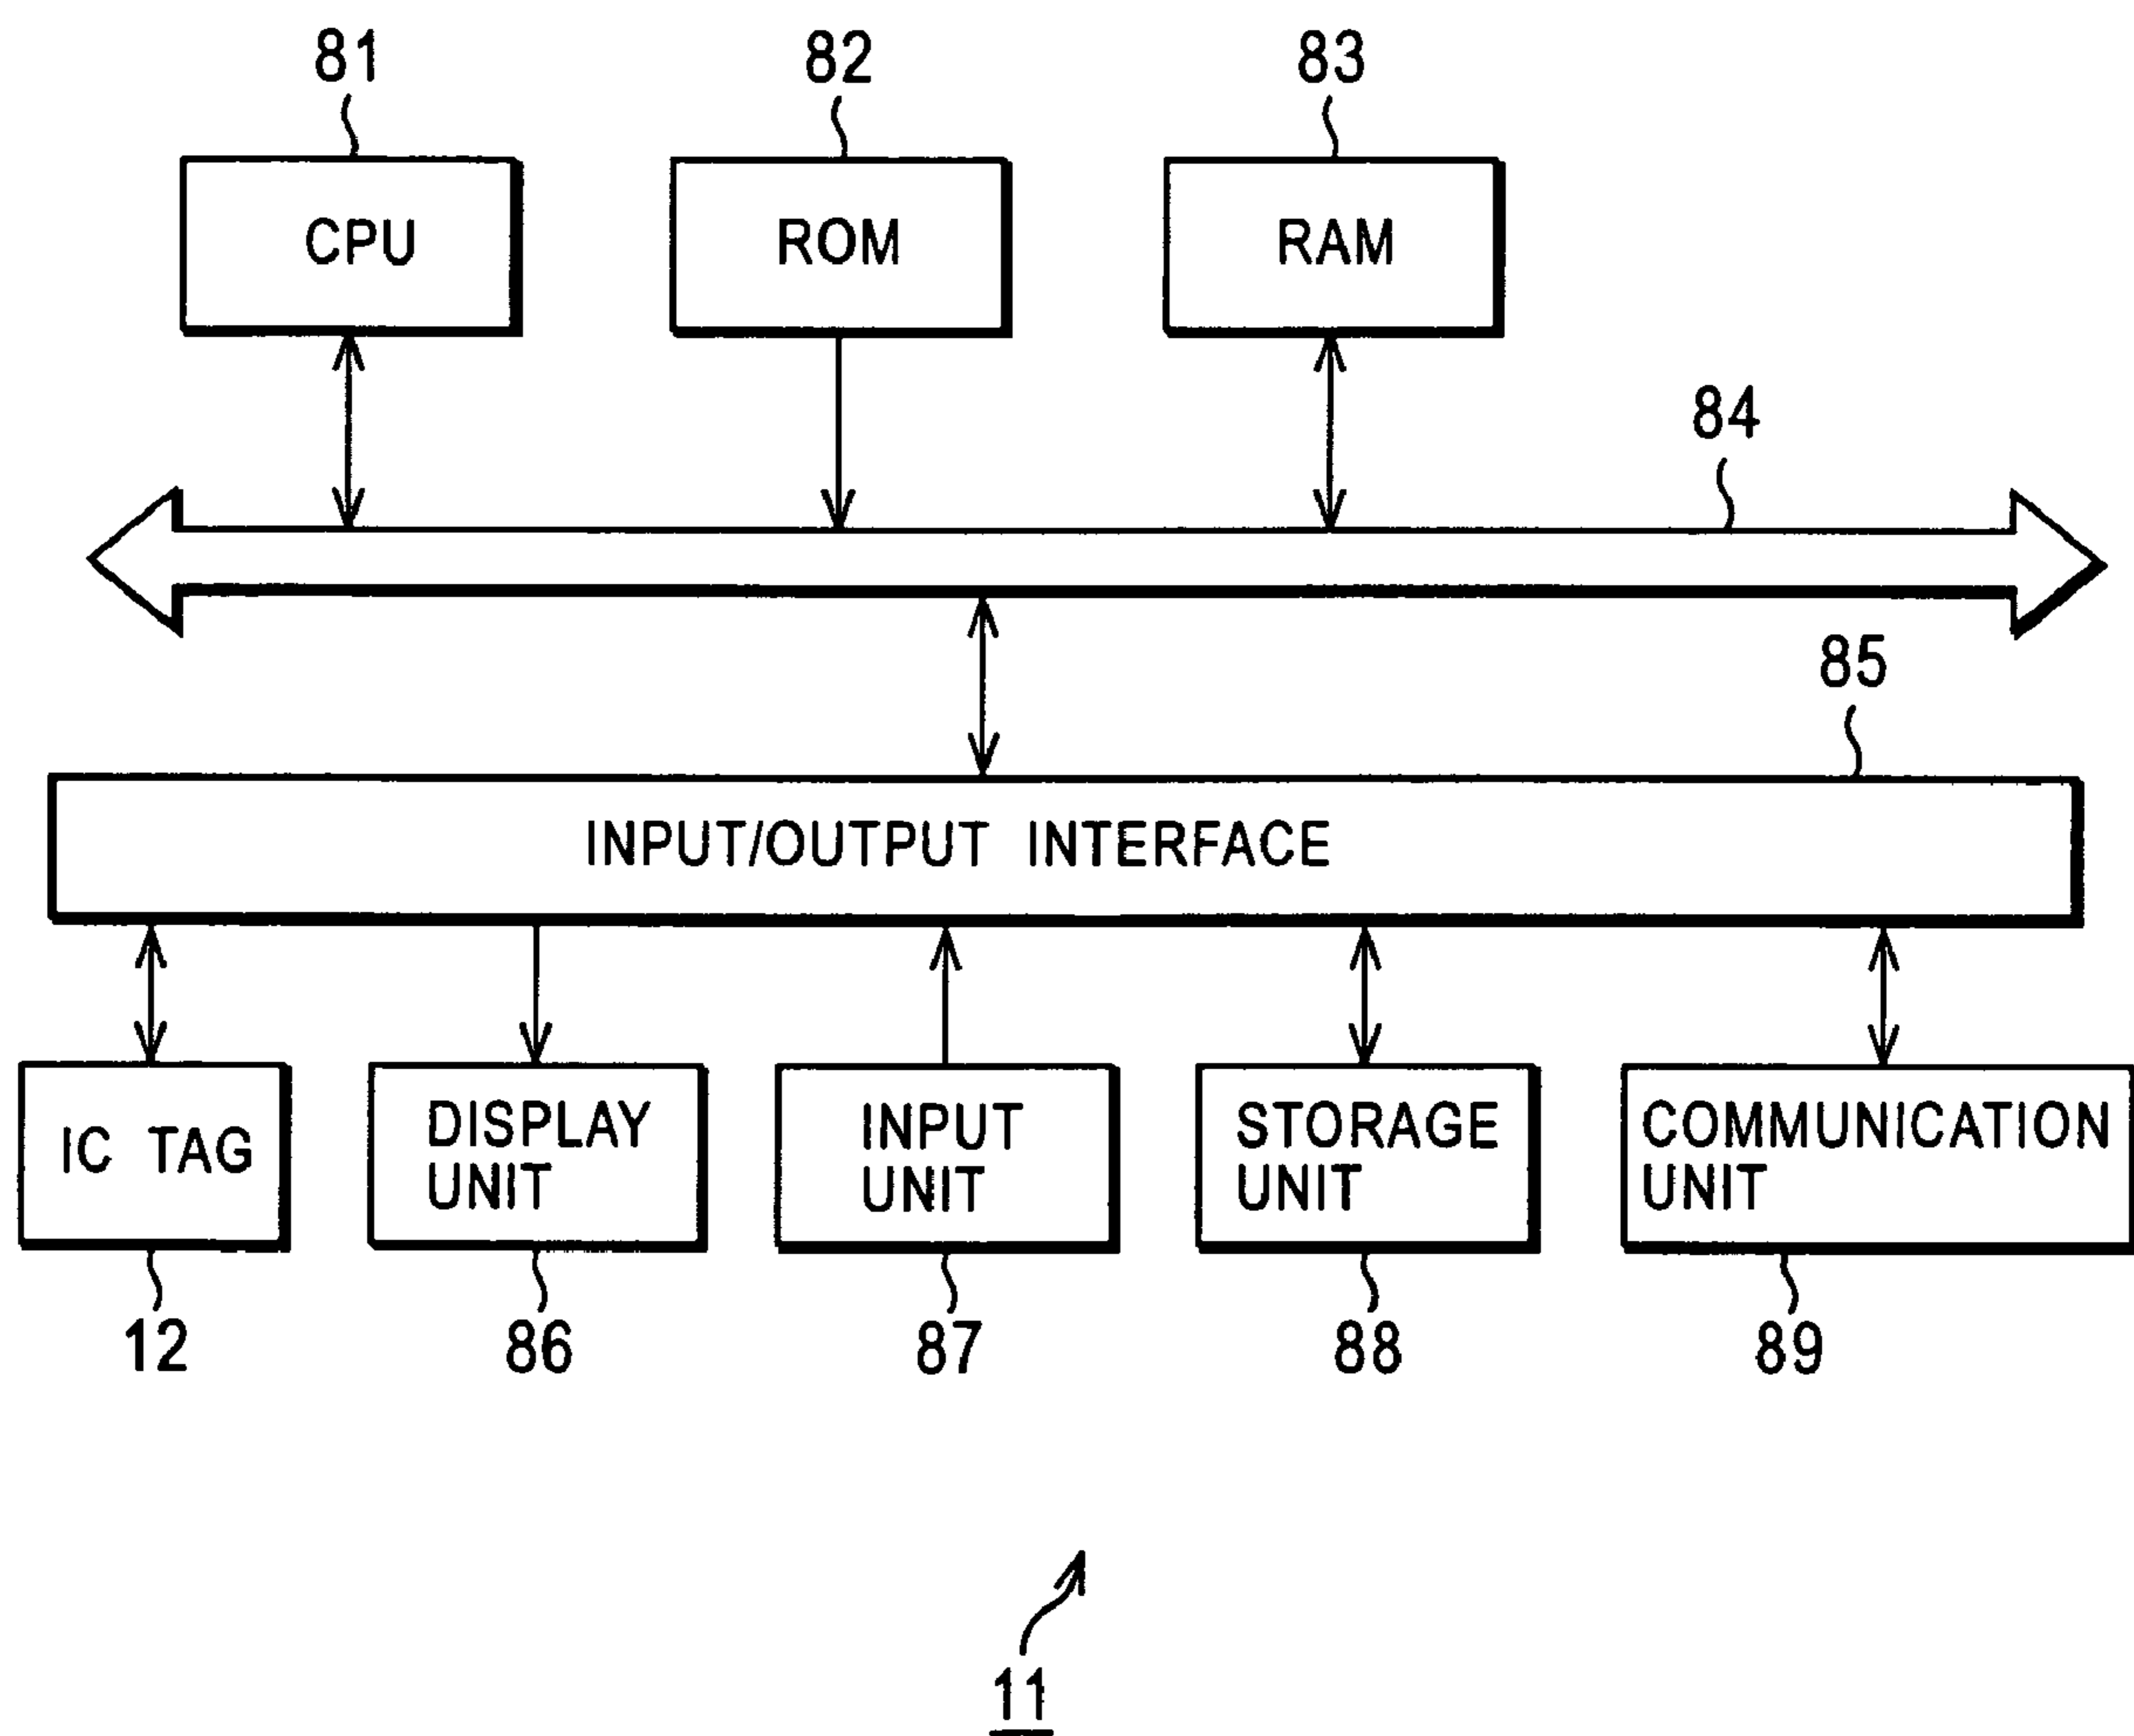 81 82 83
CPU ROM RAM
84
85
INPUT/OUTPUT INTERFACE
IC TAG
DISPLAY
UNIT
INPUT
UNIT
STORAGE
UNIT
COMMUNICATION
UNIT
12 86 87 88 89
11